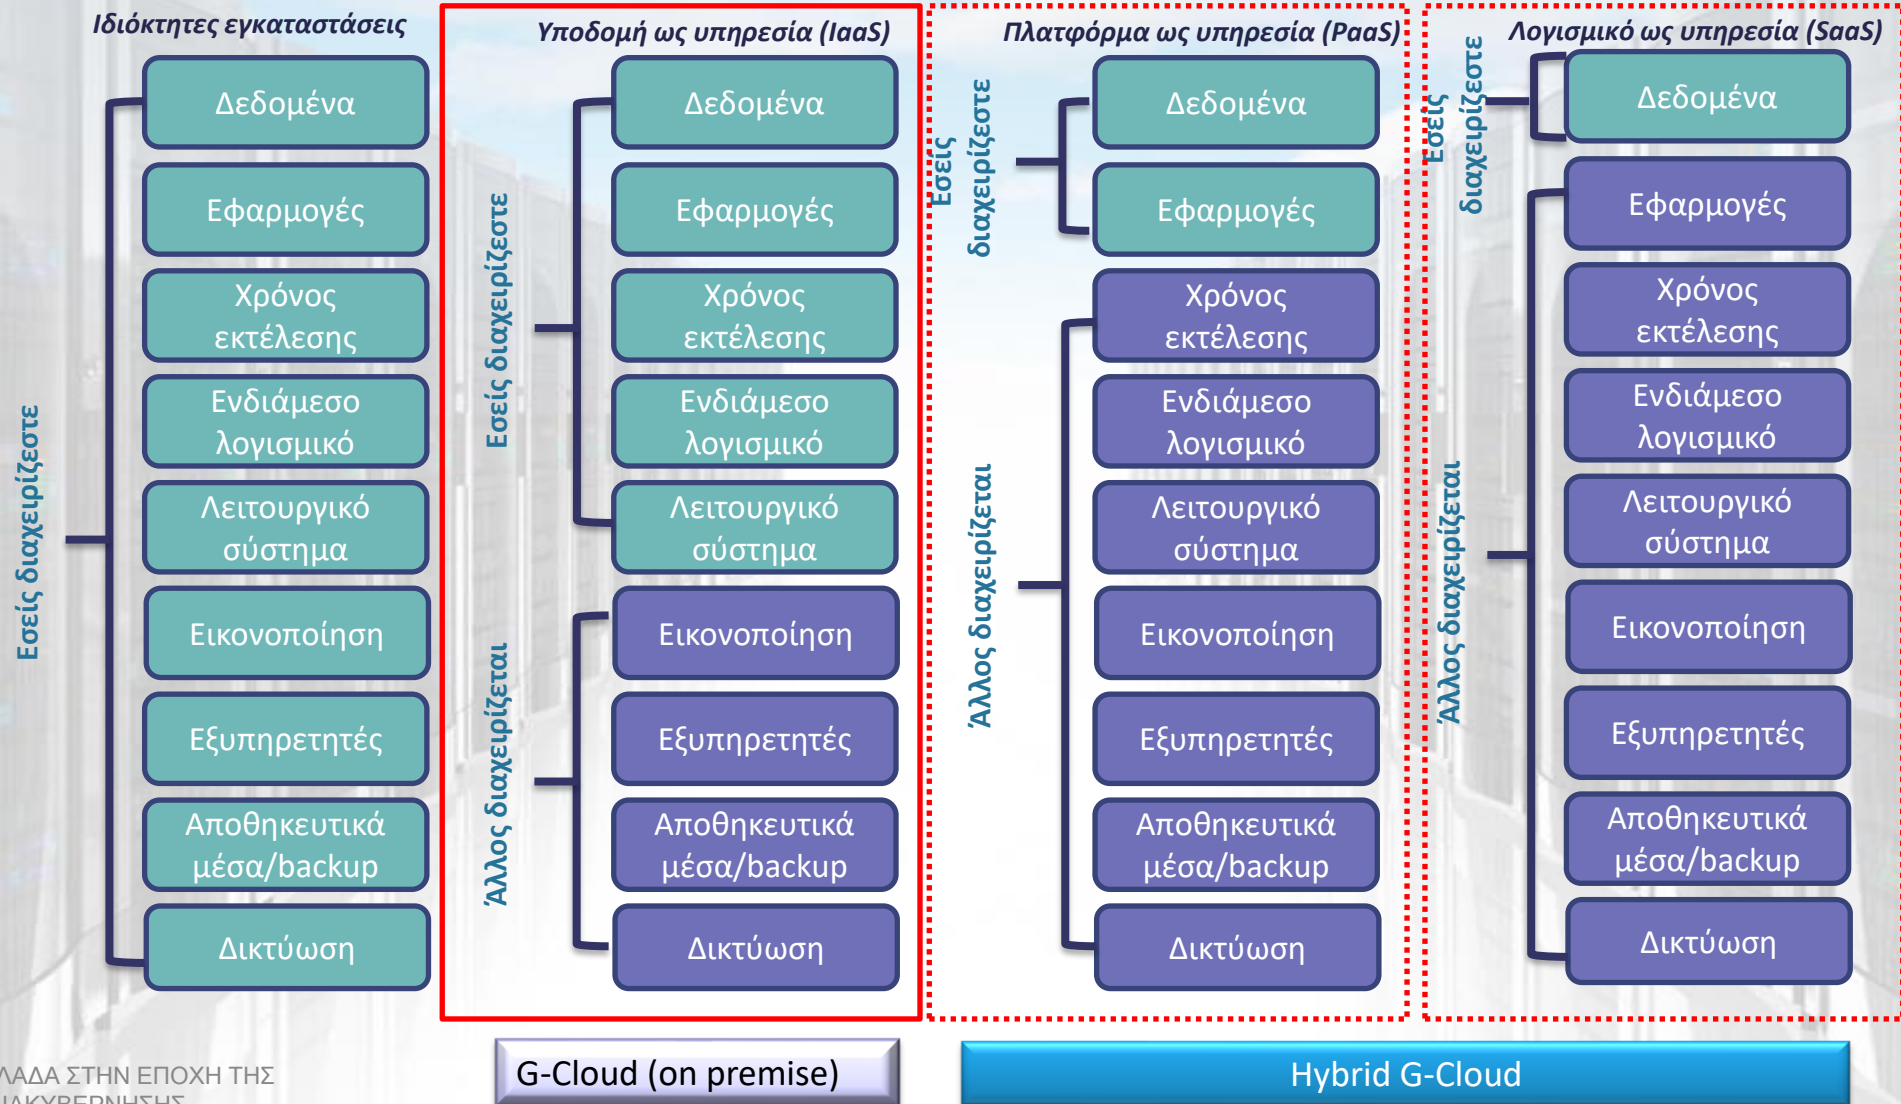 Ιδιόκτητες εγκαταστάσεις
Εσείς διαχειρίζεστε
Δεδομένα
Εφαρμογές
Χρόνος
εκτέλεσης
Ενδιάμεσο
λογισμικό
Λειτουργικό
σύστημα
Εικονοποίηση
Εξυπηρετητές
Αποθηκευτικά
μέσα/backup
Δικτύωση
Υποδομή ως υπηρεσία (IaaS)
Εσείς διαχειρίζεστε
Δεδομένα
Εφαρμογές
Χρόνος
εκτέλεσης
Ενδιάμεσο
λογισμικό
Λειτουργικό
σύστημα
Άλλος διαχειρίζεται
Εικονοποίηση
Εξυπηρετητές
Αποθηκευτικά
μέσα/backup
Δικτύωση
Πλατφόρμα ως υπηρεσία (PaaS)
Εσείς
διαχειρίζεστε
Δεδομένα
Εφαρμογές
Άλλος διαχειρίζεται
Χρόνος
εκτέλεσης
Ενδιάμεσο
λογισμικό
Λειτουργικό
σύστημα
Εικονοποίηση
Εξυπηρετητές
Αποθηκευτικά
μέσα/backup
Δικτύωση
Λογισμικό ως υπηρεσία (SaaS)
Εσείς
διαχειρίζεστε
Δεδομένα
Άλλος διαχειρίζεται
Εφαρμογές
Χρόνος
εκτέλεσης
Ενδιάμεσο
λογισμικό
Λειτουργικό
σύστημα
Εικονοποίηση
Εξυπηρετητές
Αποθηκευτικά
μέσα/backup
Δικτύωση
G-Cloud (on premise)
Hybrid G-Cloud
ΣΤΗΝ ΕΠΟΧΗ ΤΗΣ